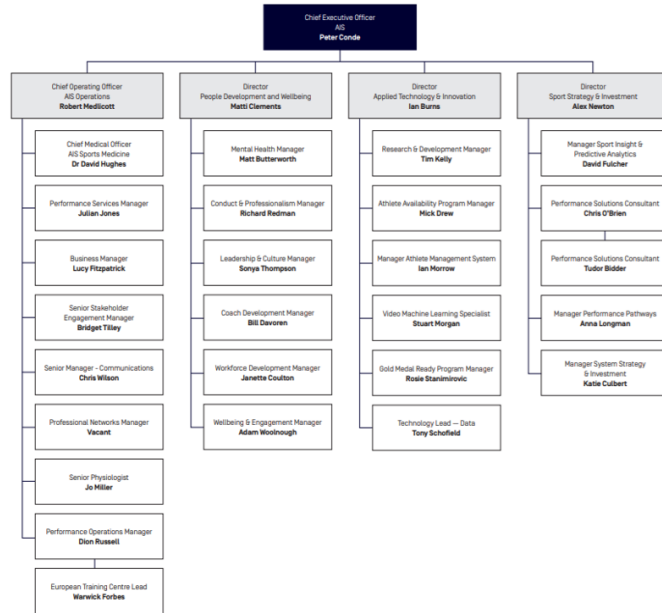 Chief Executive Officer
AIS
Peter Conde
Chief Operating Officer
AIS Operations
Robert Medlicott
Chief Medical Officer
AIS Sports Medicine
Dr David Hughes
Performance Services Manager
Julian Jones
Business Manager
Lucy Fitzpatrick
Senior Stakeholder
Engagement Manager
Bridget Tilley
Senior Manager - Communications
Chris Wilson
Professional Networks Manager
Vacant
Senior Physiologist
Jo Miller
Performance Operations Manager
Dion Russell
European Training Centre Lead
Warwick Forbes
Director
People Development and Wellbeing
Matti Clements
Mental Health Manager
Matt Butterworth
Conduct & Professionalism Manager
Richard Redman
Leadership & Culture Manager
Sonya Thompson
Coach Development Manager
Bill Davoren
Workforce Development Manager
Janette Coulton
Wellbeing & Engagement Manager
Adam Woolnough
Director
Applied Technology & Innovation
Ian Burns
Research & Development Manager
Tim Kelly
Athlete Availability Program Manager
Mick Drew
Manager Athlete Management System
Ian Morrow
Video Machine Learning Specialist
Stuart Morgan
Gold Medal Ready Program Manager
Rosie Stanimirovic
Technology Lead — Data
Tony Schofield
Director
Sport Strategy & Investment
Alex Newton
Manager Sport Insight &
Predictive Analytics
David Fulcher
Performance Solutions Consultant
Chris O'Brien
Performance Solutions Consultant
Tudor Bidder
Manager Performance Pathways
Anna Longman
Manager System Strategy
& Investment
Katie Culbert